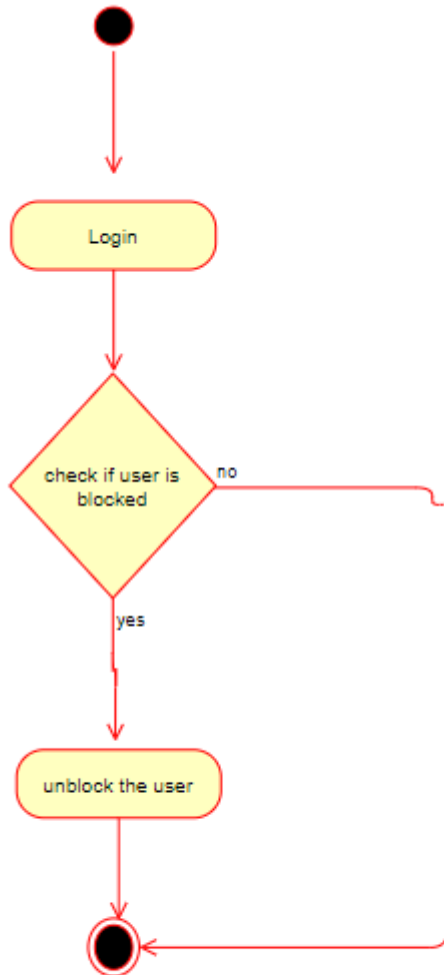 Login
check if user is
blocked
no
yes
unblock the user